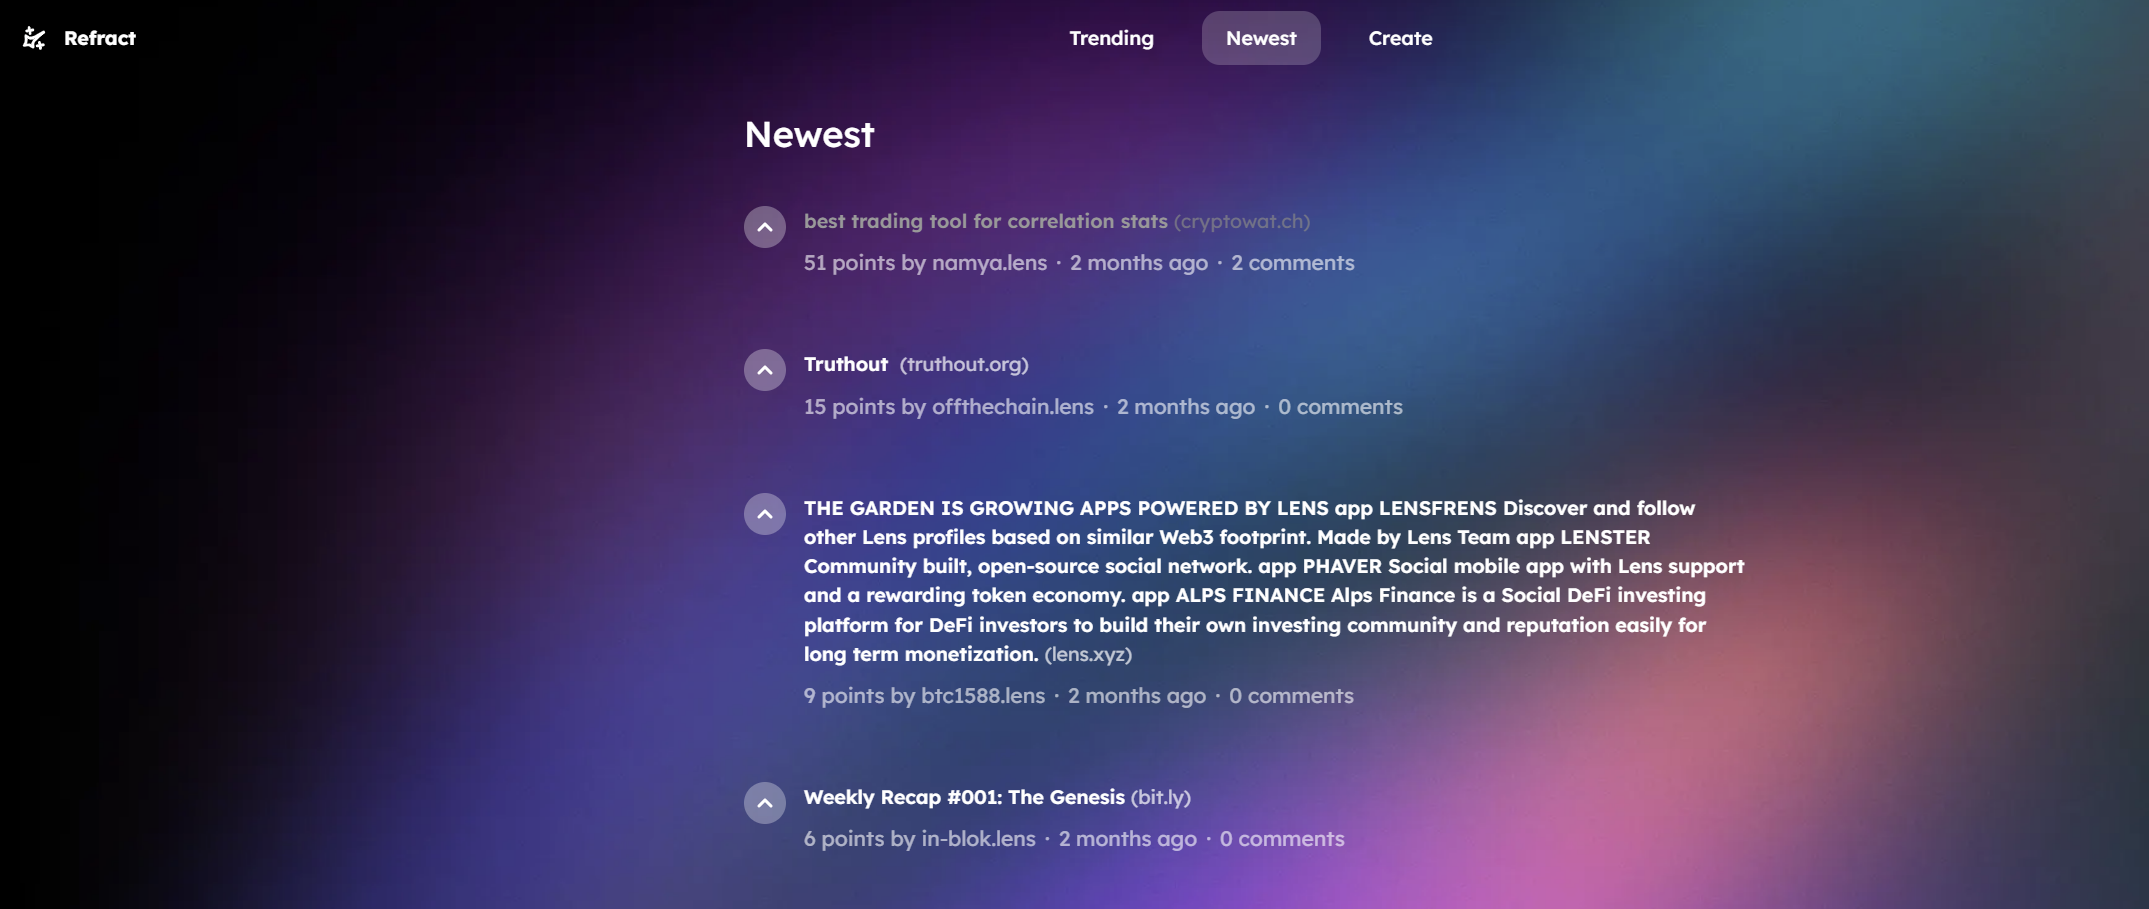 Refract
Trending
Newest
Create
Newest
best trading tool for correlation stats (cryptowat.ch)
51 points by namya.lens · 2 months ago · 2 comments
Truthout (truthout.org)
15 points by offthechain.lens · 2 months ago · 0 comments
THE GARDEN IS GROWING APPS POWERED BY LENS app LENSFRENS Discover and follow
other Lens profiles based on similar Web3 footprint. Made by Lens Team app LENSTER
Community built, open-source social network. app PHAVER Social mobile app with Lens support
and a rewarding token economy. app ALPS FINANCE Alps Finance is a Social DeFi investing
platform for DeFi investors to build their own investing community and reputation easily for
long term monetization. (lens.xyz)
9 points by btc1588.lens · 2 months ago · 0 comments
Weekly Recap #001: The Genesis (bit.ly)
6 points by in-blok.lens · 2 months ago · 0 comments